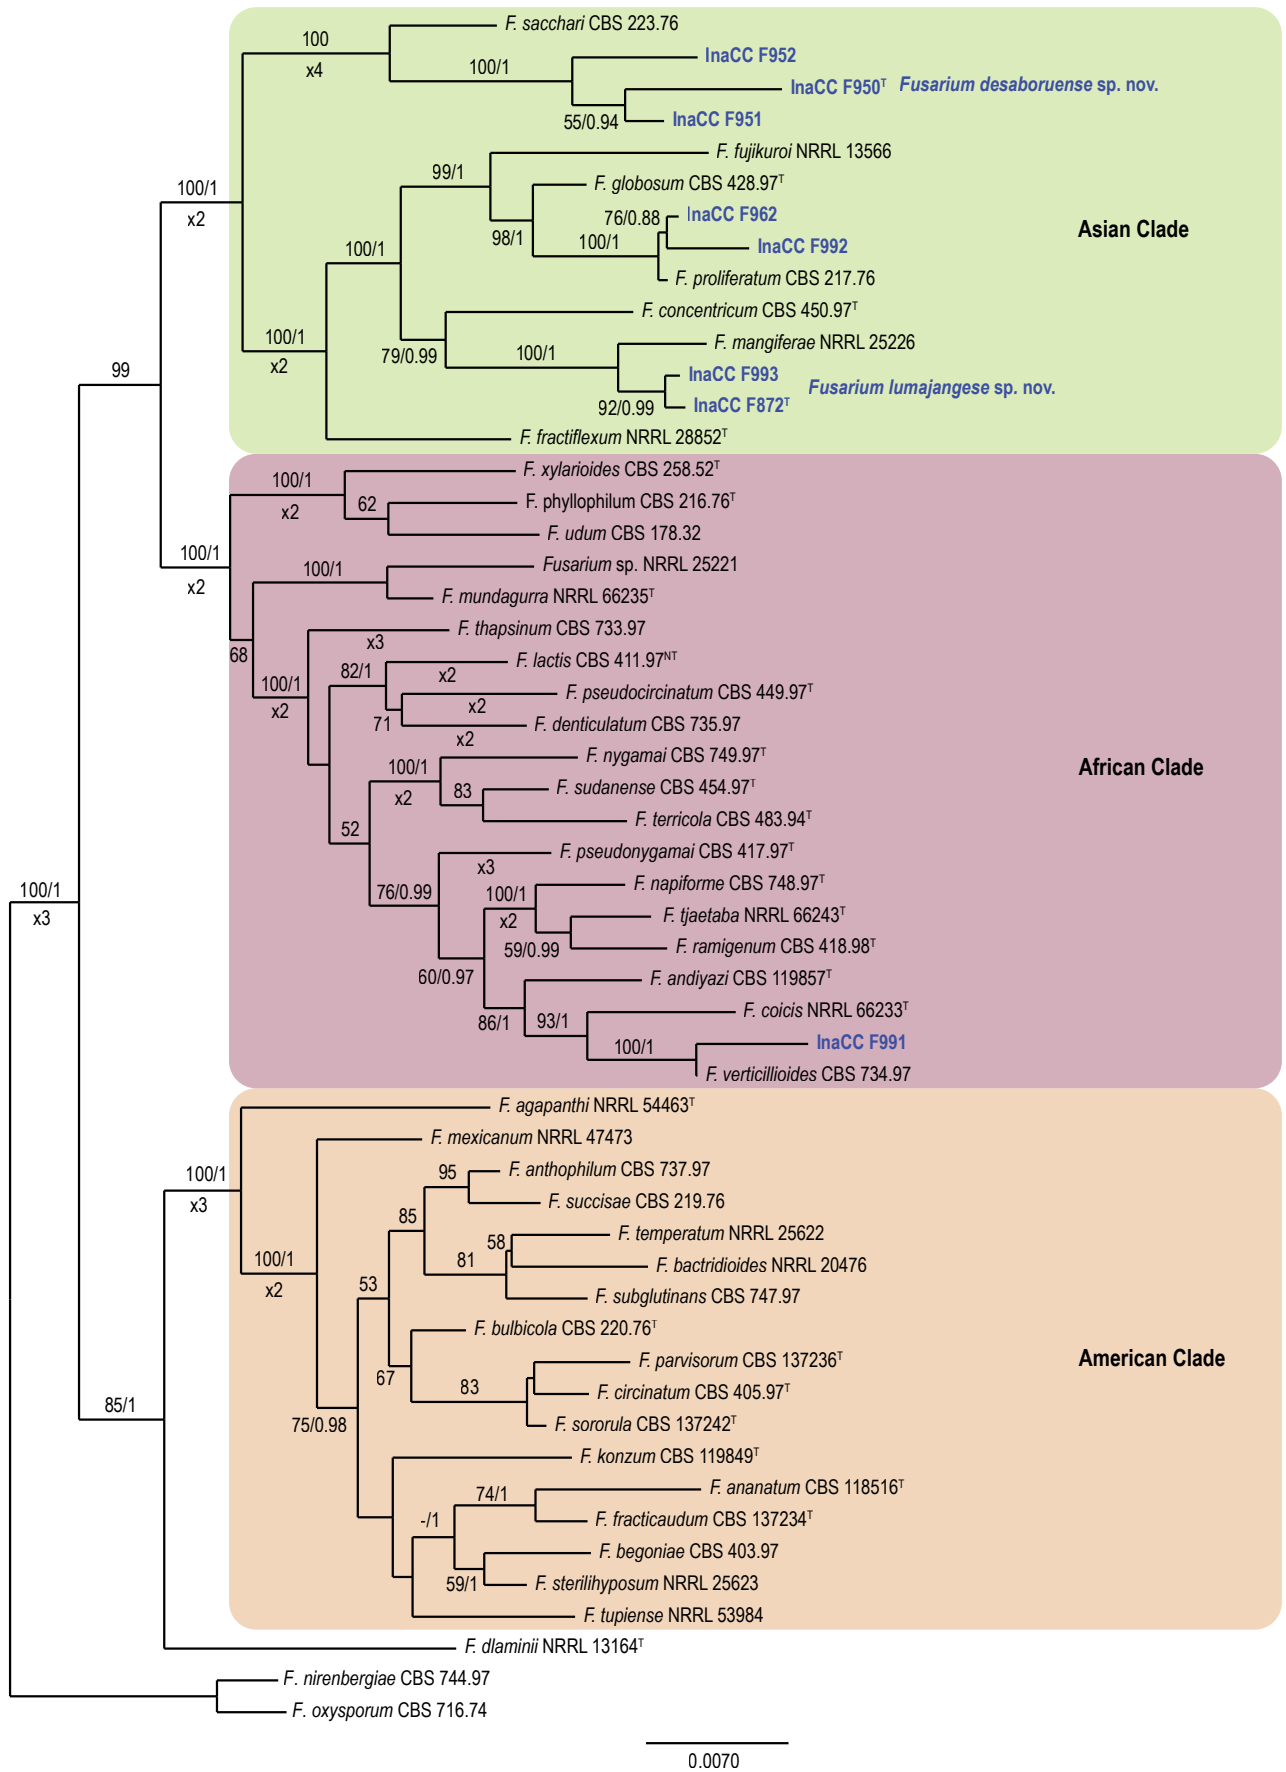 F. sacchari CBS 223.76
100
x4
InaCC F952
100/1
InaCC F950ᵀ Fusarium desaboruense sp. nov.
55/0.94
InaCC F951
F. fujikuroi NRRL 13566
99/1
F. globosum CBS 428.97ᵀ
100/1
x2
76/0.88
InaCC F962
Asian Clade
98/1
100/1
InaCC F992
100/1
F. proliferatum CBS 217.76
F. concentricum CBS 450.97ᵀ
100/1
x2
F. mangiferae NRRL 25226
79/0.99
100/1
99
InaCC F993
Fusarium lumajangese sp. nov.
92/0.99
InaCC F872ᵀ
F. fractiflexum NRRL 28852ᵀ
F. xylarioides CBS 258.52ᵀ
100/1
x2
F. phyllophilum CBS 216.76ᵀ
62
F. udum CBS 178.32
100/1
x2
Fusarium sp. NRRL 25221
100/1
F. mundagurra NRRL 66235ᵀ
F. thapsinum CBS 733.97
x3
68
F. lactis CBS 411.97ᴺᵀ
82/1
x2
100/1
x2
F. pseudocircinatum CBS 449.97ᵀ
x2
71
F. denticulatum CBS 735.97
x2
F. nygamai CBS 749.97ᵀ
African Clade
100/1
x2
F. sudanense CBS 454.97ᵀ
83
F. terricola CBS 483.94ᵀ
52
F. pseudonygamai CBS 417.97ᵀ
x3
100/1
x3
76/0.99
F. napiforme CBS 748.97ᵀ
100/1
x2
F. tjaetaba NRRL 66243ᵀ
59/0.99
F. ramigenum CBS 418.98ᵀ
60/0.97
F. andiyazi CBS 119857ᵀ
F. coicis NRRL 66233ᵀ
86/1
93/1
InaCC F991
100/1
F. verticillioides CBS 734.97
F. agapanthi NRRL 54463ᵀ
F. mexicanum NRRL 47473
100/1
x3
95
F. anthophilum CBS 737.97
F. succisae CBS 219.76
85
F. temperatum NRRL 25622
58
100/1
x2
81
F. bactridioides NRRL 20476
53
F. subglutinans CBS 747.97
F. bulbicola CBS 220.76ᵀ
F. parvisorum CBS 137236ᵀ
American Clade
67
83
F. circinatum CBS 405.97ᵀ
85/1
75/0.98
F. sororula CBS 137242ᵀ
F. konzum CBS 119849ᵀ
F. ananatum CBS 118516ᵀ
74/1
-/1
F. fracticaudum CBS 137234ᵀ
F. begoniae CBS 403.97
59/1
F. sterilihyposum NRRL 25623
F. tupiense NRRL 53984
F. dlaminii NRRL 13164ᵀ
F. nirenbergiae CBS 744.97
F. oxysporum CBS 716.74
0.0070